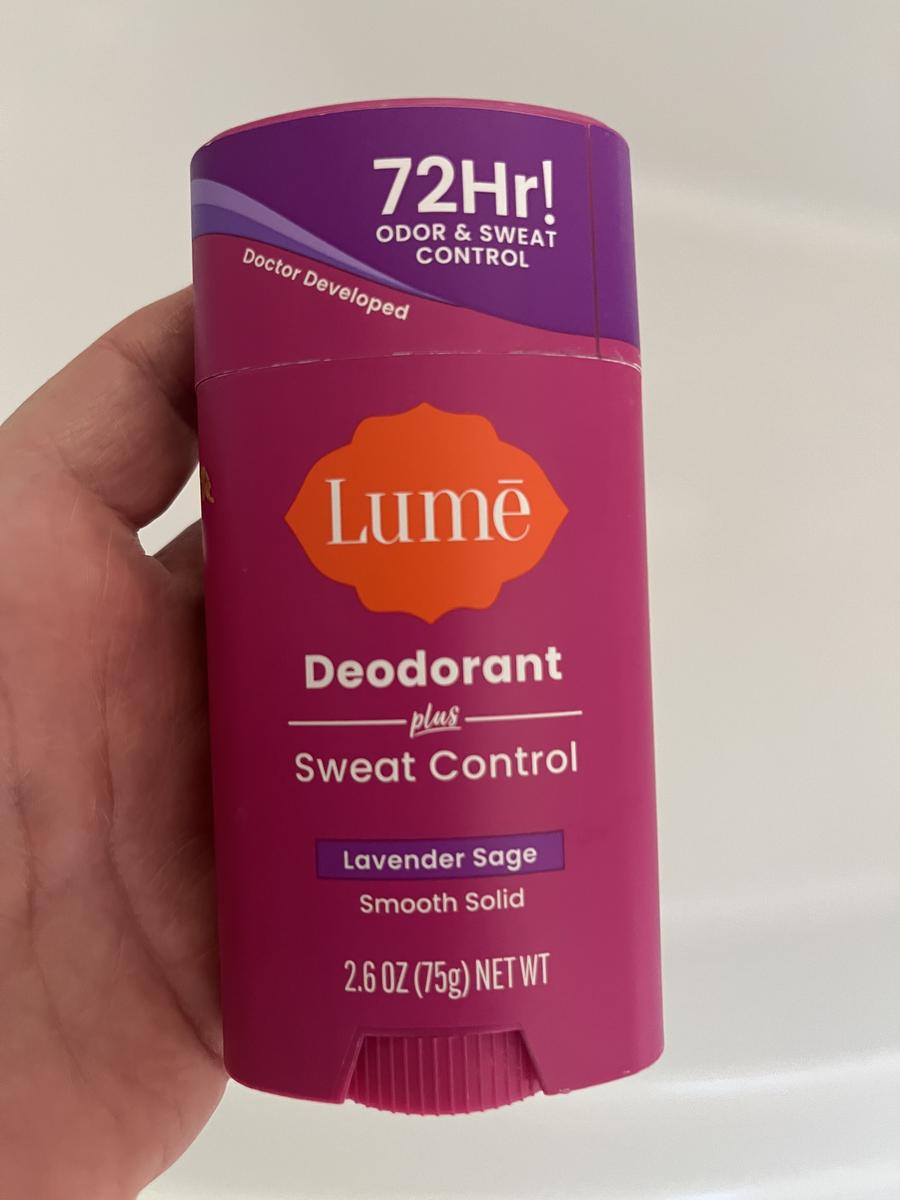 72Hr!
ODOR & SWEAT
CONTROL
Doctor Developed
Lumē
Deodorant
plus
Sweat Control
Lavender Sage
Smooth Solid
2.6 OZ (75g) NET WT